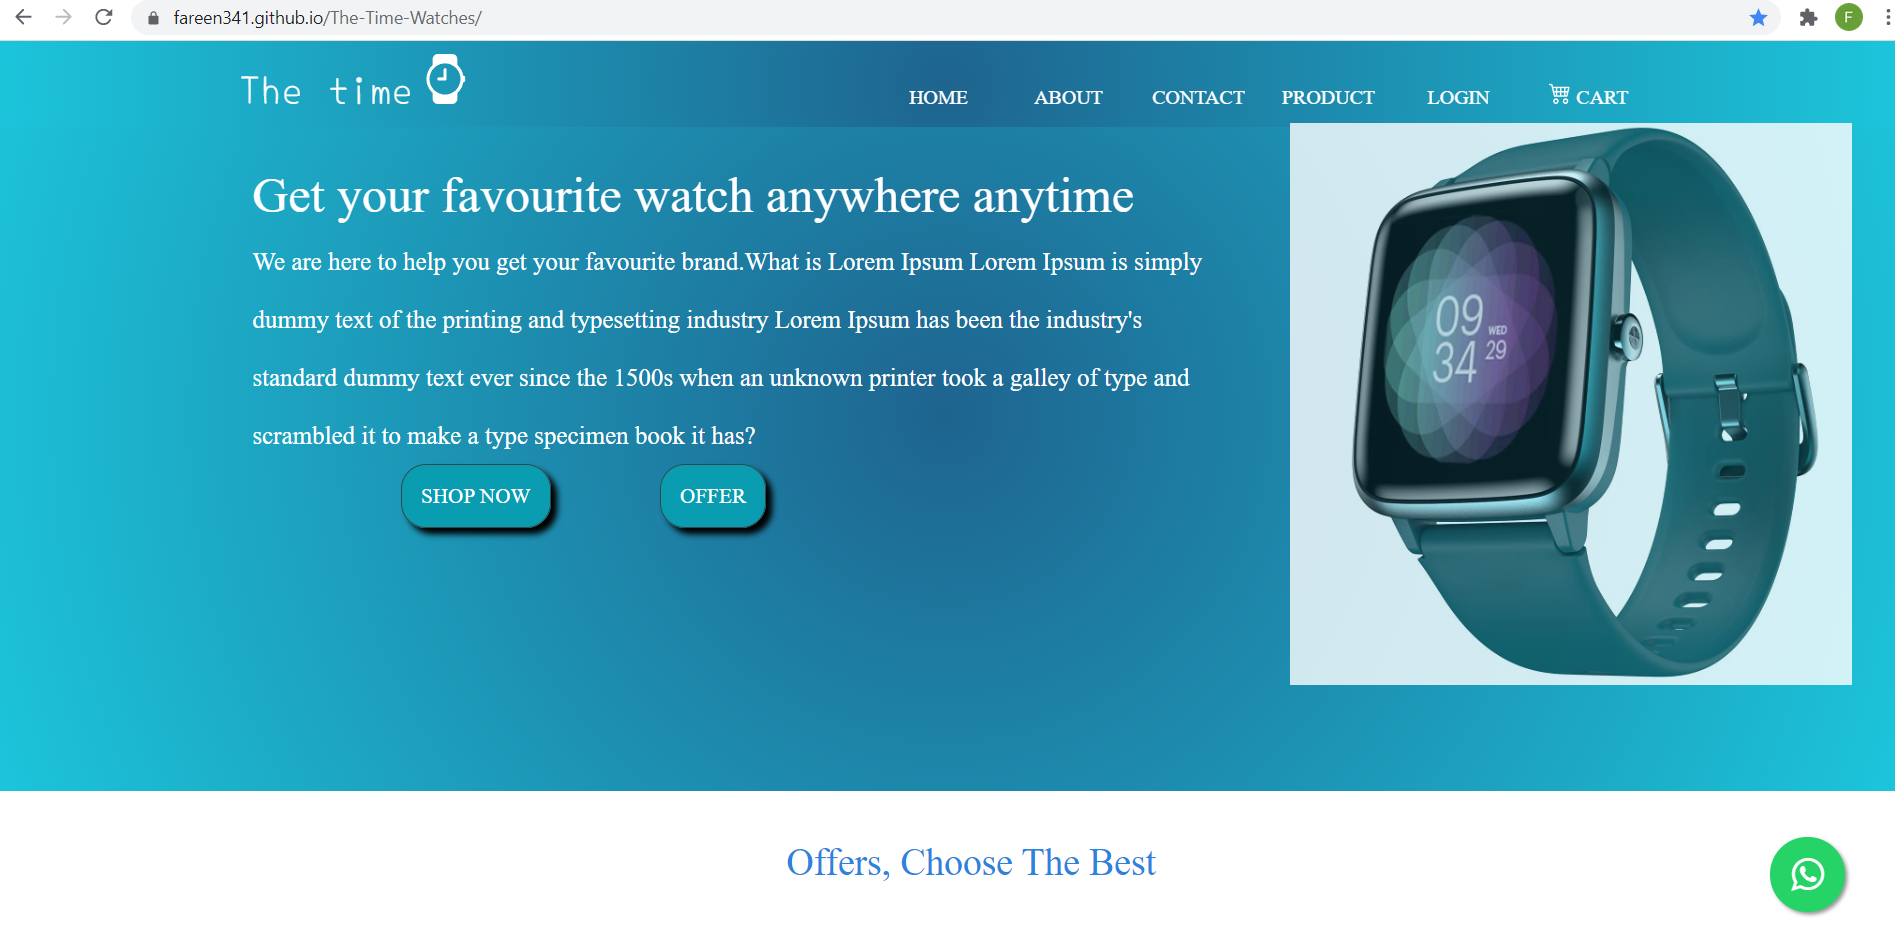 fareen341.github.io/The-Time-Watches/
F
The time
HOME ABOUT CONTACT PRODUCT LOGIN CART
Get your favourite watch anywhere anytime
We are here to help you get your favourite brand.What is Lorem Ipsum Lorem Ipsum is simply
dummy text of the printing and typesetting industry Lorem Ipsum has been the industry's
standard dummy text ever since the 1500s when an unknown printer took a galley of type and
scrambled it to make a type specimen book it has?
SHOP NOW OFFER
09
34
WED
29
Offers, Choose The Best